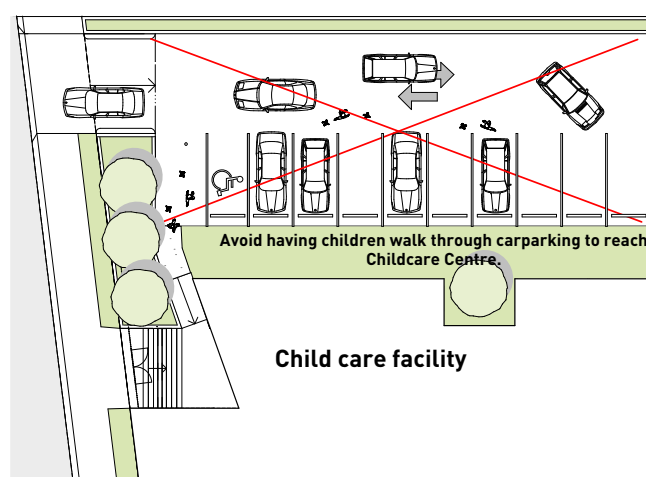 Avoid having children walk through carparking to reach
Childcare Centre.
Child care facility